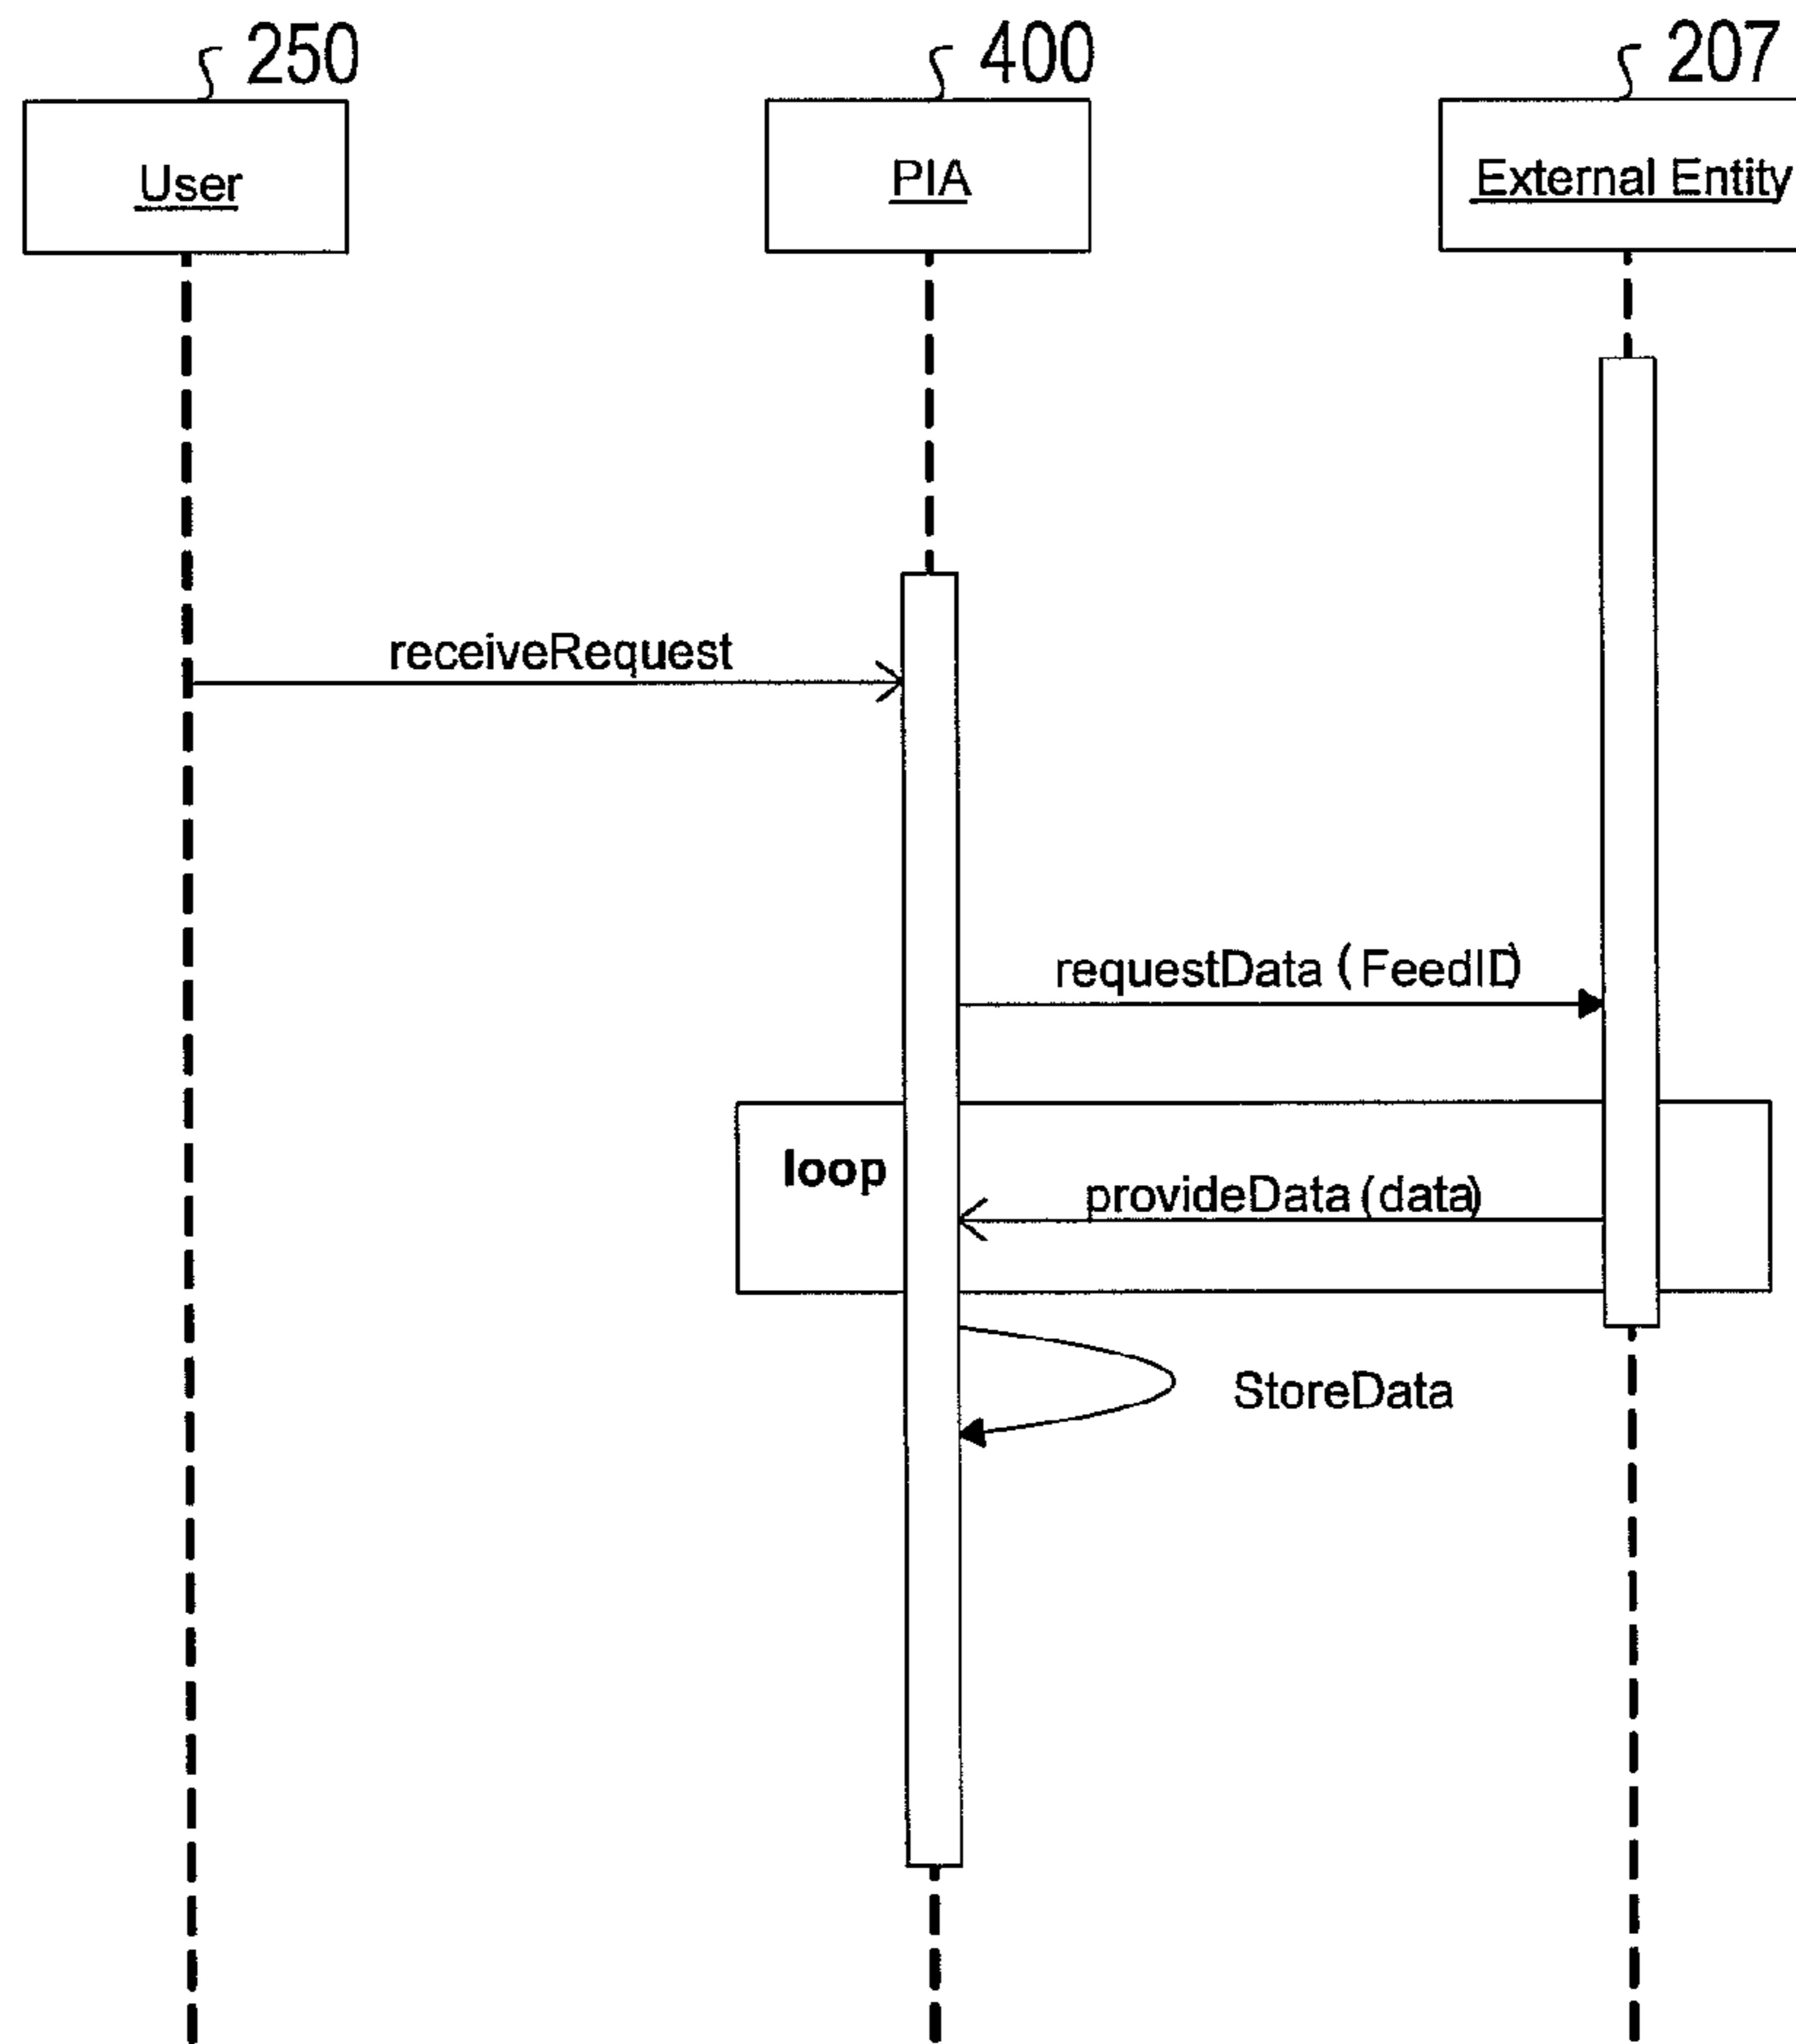 250
400
207
User
PIA
External Entity
receiveRequest
requestData (FeedID)
loop
provideData (data)
StoreData